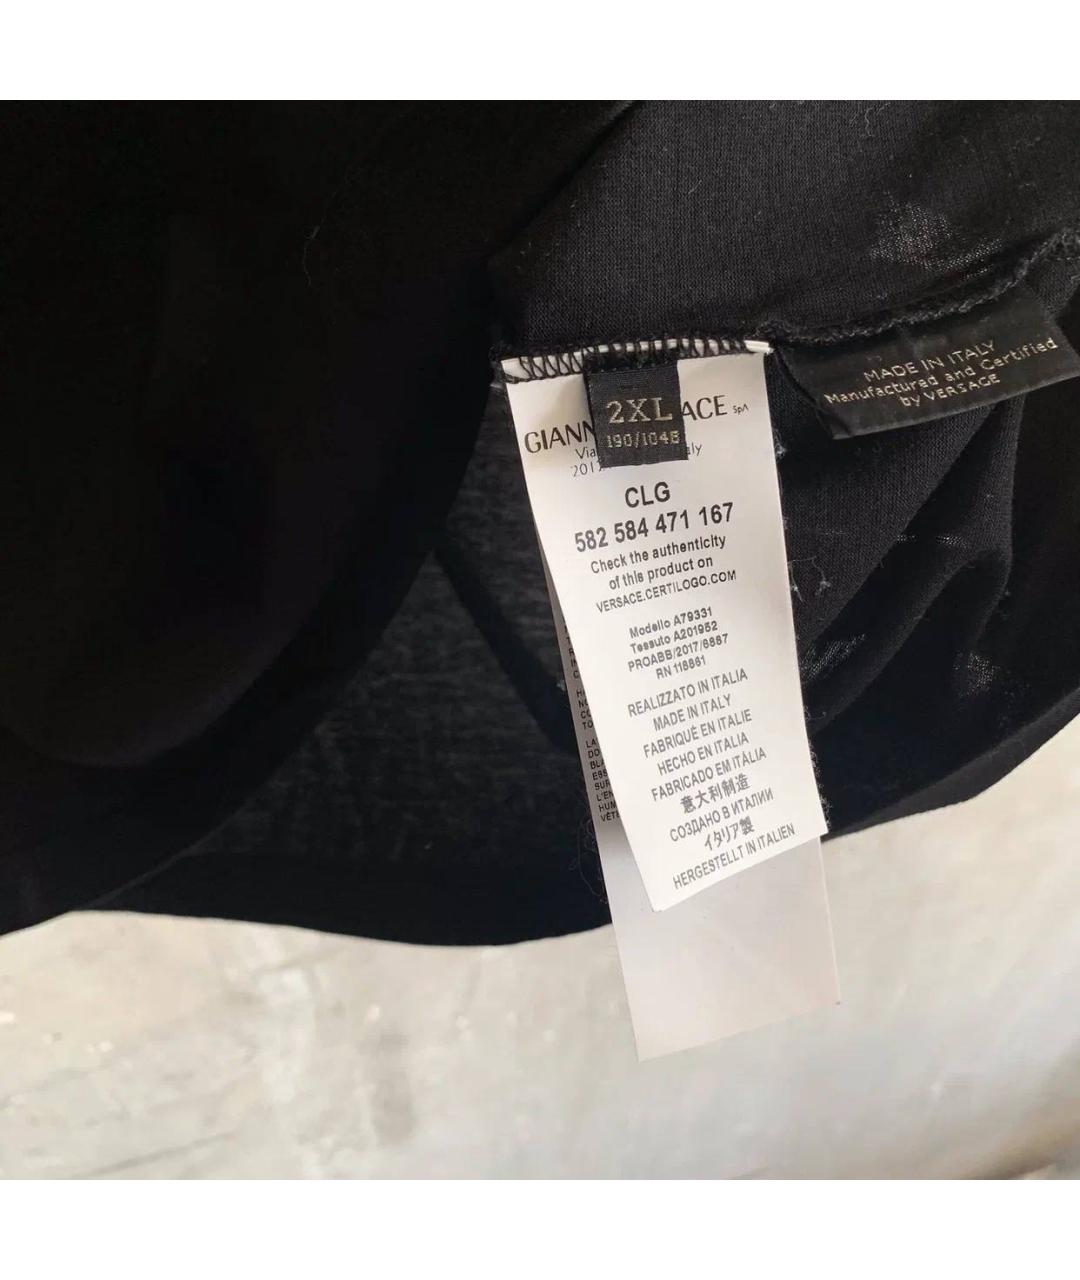 GIANN ACE SpA
2XL
190/104B
Via ly
201
CLG
582 584 471 167
Check the authenticity
of this product on
VERSACE.CERTILOGO.COM
Modello A79331
Tessuto A201952
PROABB/2017/6887
RN 118861
REALIZZATO IN ITALIA
MADE IN ITALY
FABRIQUÉ EN ITALIE
HECHO EN ITALIA
FABRICADO EM ITÁLIA
意大利制造
СОЗДАНО В ИТАЛИИ
イタリア製
HERGESTELLT IN ITALIEN
MADE IN ITALY
Manufactured and Certified
by VERSACE